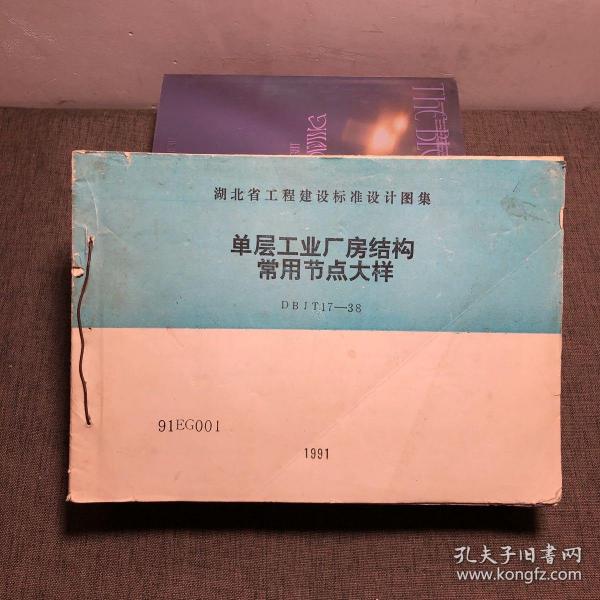 湖北省工程建设标准设计图集
单层工业厂房结构
常用节点大样
DBJT17—38
91EG001
1991
孔夫子旧书网
www.kongfz.com